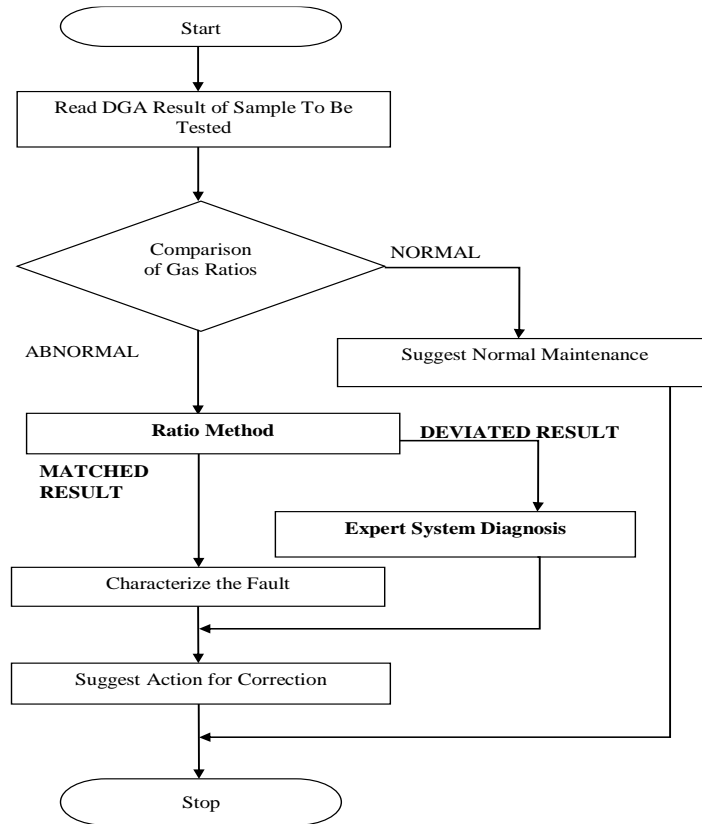 Start
Read DGA Result of Sample To Be
Tested
Comparison
of Gas Ratios
NORMAL
ABNORMAL
Suggest Normal Maintenance
Ratio Method
DEVIATED RESULT
MATCHED
RESULT
Expert System Diagnosis
Characterize the Fault
Suggest Action for Correction
Stop